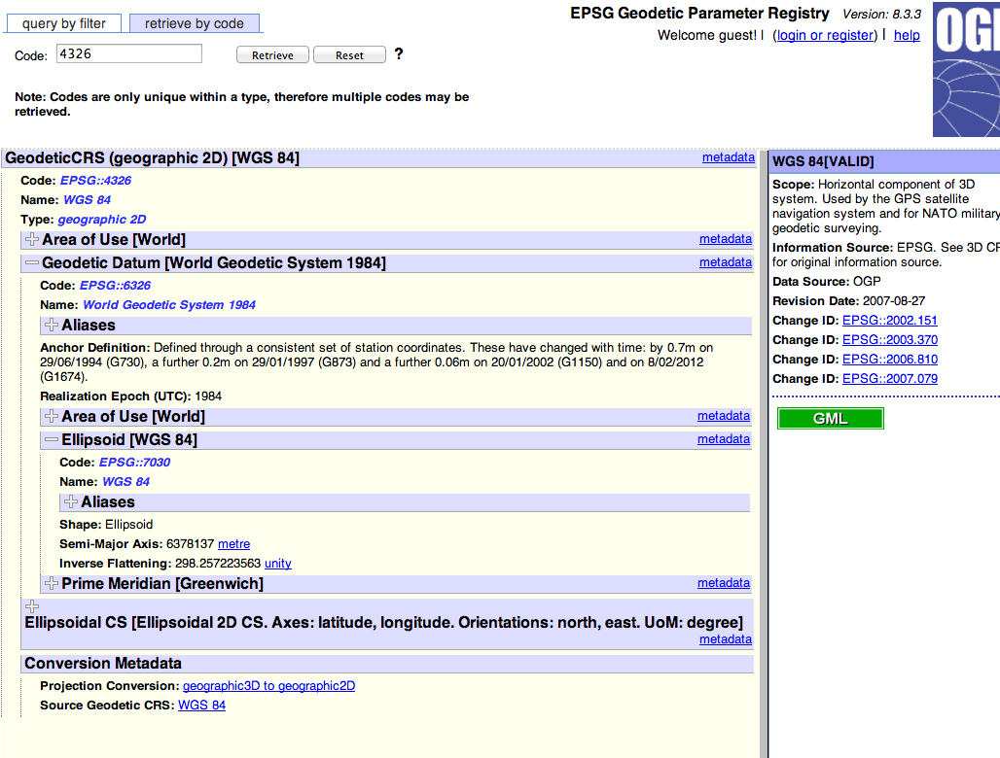 query by filter
retrieve by code
EPSG Geodetic Parameter Registry Version: 8.3.3
Welcome guest! | (login or register) | help
Code: 4326 Retrieve Reset ?
Note: Codes are only unique within a type, therefore multiple codes may be
retrieved.
GeodeticCRS (geographic 2D) [WGS 84] metadata
Code: EPSG::4326
Name: WGS 84
Type: geographic 2D
Area of Use [World] metadata
Geodetic Datum [World Geodetic System 1984] metadata
Code: EPSG::6326
Name: World Geodetic System 1984
Aliases
Anchor Definition: Defined through a consistent set of station coordinates. These have changed with time: by 0.7m on
29/06/1994 (G730), a further 0.2m on 29/01/1997 (G873) and a further 0.06m on 20/01/2002 (G1150) and on 8/02/2012
(G1674).
Realization Epoch (UTC): 1984
Area of Use [World] metadata
Ellipsoid [WGS 84] metadata
Code: EPSG::7030
Name: WGS 84
Aliases
Shape: Ellipsoid
Semi-Major Axis: 6378137 metre
Inverse Flattening: 298.257223563 unity
Prime Meridian [Greenwich] metadata
Ellipsoidal CS [Ellipsoidal 2D CS. Axes: latitude, longitude. Orientations: north, east. UoM: degree]
metadata
Conversion Metadata
Projection Conversion: geographic3D to geographic2D
Source Geodetic CRS: WGS 84
WGS 84[VALID]
Scope: Horizontal component of 3D
system. Used by the GPS satellite
navigation system and for NATO military
geodetic surveying.
Information Source: EPSG. See 3D
for original information source.
Data Source: OGP
Revision Date: 2007-08-27
Change ID: EPSG::2002.151
Change ID: EPSG::2003.370
Change ID: EPSG::2006.810
Change ID: EPSG::2007.079
GML